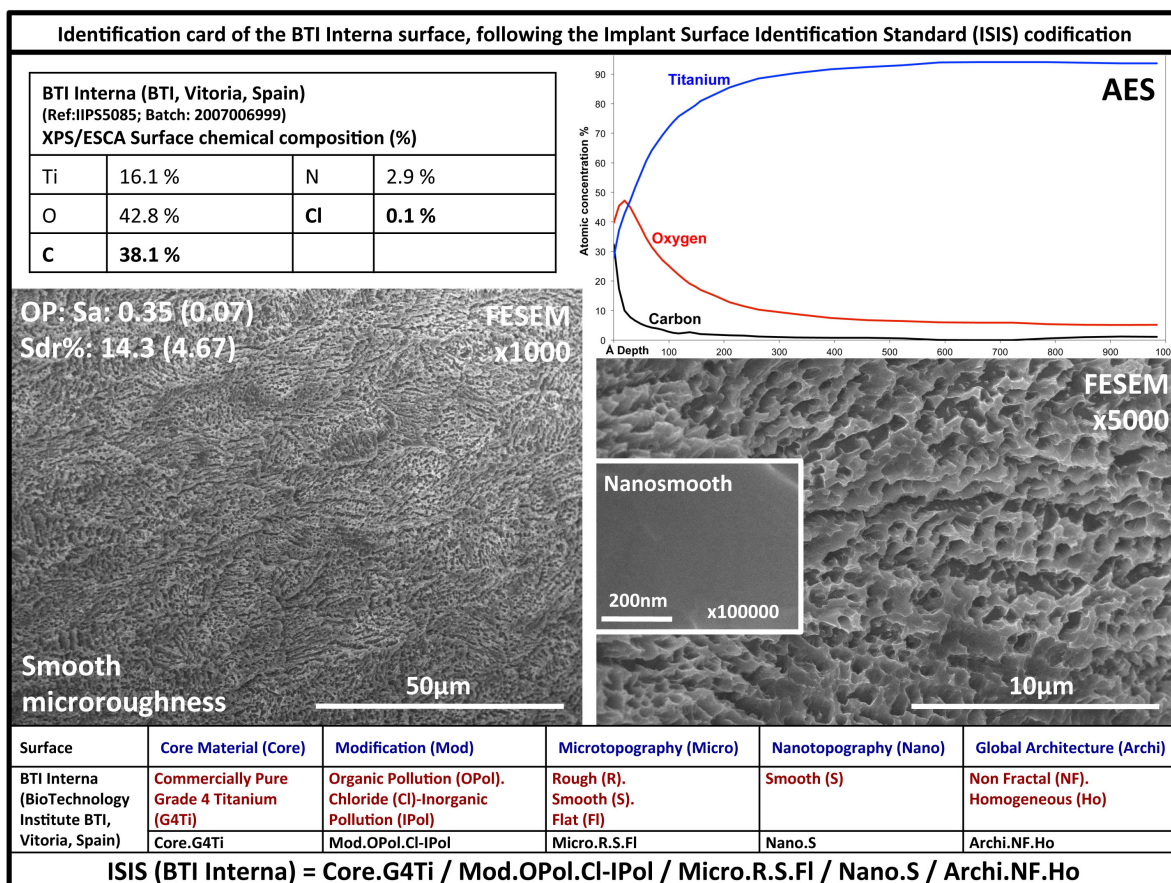 Identification card of the BTI Interna surface, following the Implant Surface Identification Standard (ISIS) codification
BTI Interna (BTI, Vitoria, Spain)
(Ref:IIPS5085; Batch: 2007006999)
XPS/ESCA Surface chemical composition (%)
Ti 16.1 % N 2.9 %
O 42.8 % Cl 0.1 %
C 38.1 %
AES
Titanium
Oxygen
Carbon
Atomic concentration %
90
80
70
60
50
40
30
20
10
0
Å Depth 100 200 300 400 500 600 700 800 900 100
OP: Sa: 0.35 (0.07)
Sdr%: 14.3 (4.67)
FESEM
x1000
Smooth
microroughness
50µm
FESEM
x5000
Nanosmooth
200nm
x100000
10µm
Surface Core Material (Core) Modification (Mod) Microtopography (Micro) Nanotopography (Nano) Global Architecture (Archi)
BTI Interna
(BioTechnology
Institute BTI,
Vitoria, Spain)
Commercially Pure
Grade 4 Titanium
(G4Ti)
Organic Pollution (OPol).
Chloride (Cl)-Inorganic
Pollution (IPol)
Rough (R).
Smooth (S).
Flat (Fl)
Smooth (S)
Non Fractal (NF).
Homogeneous (Ho)
Core.G4Ti Mod.OPol.Cl-IPol Micro.R.S.Fl Nano.S Archi.NF.Ho
ISIS (BTI Interna) = Core.G4Ti / Mod.OPol.Cl-IPol / Micro.R.S.Fl / Nano.S / Archi.NF.Ho